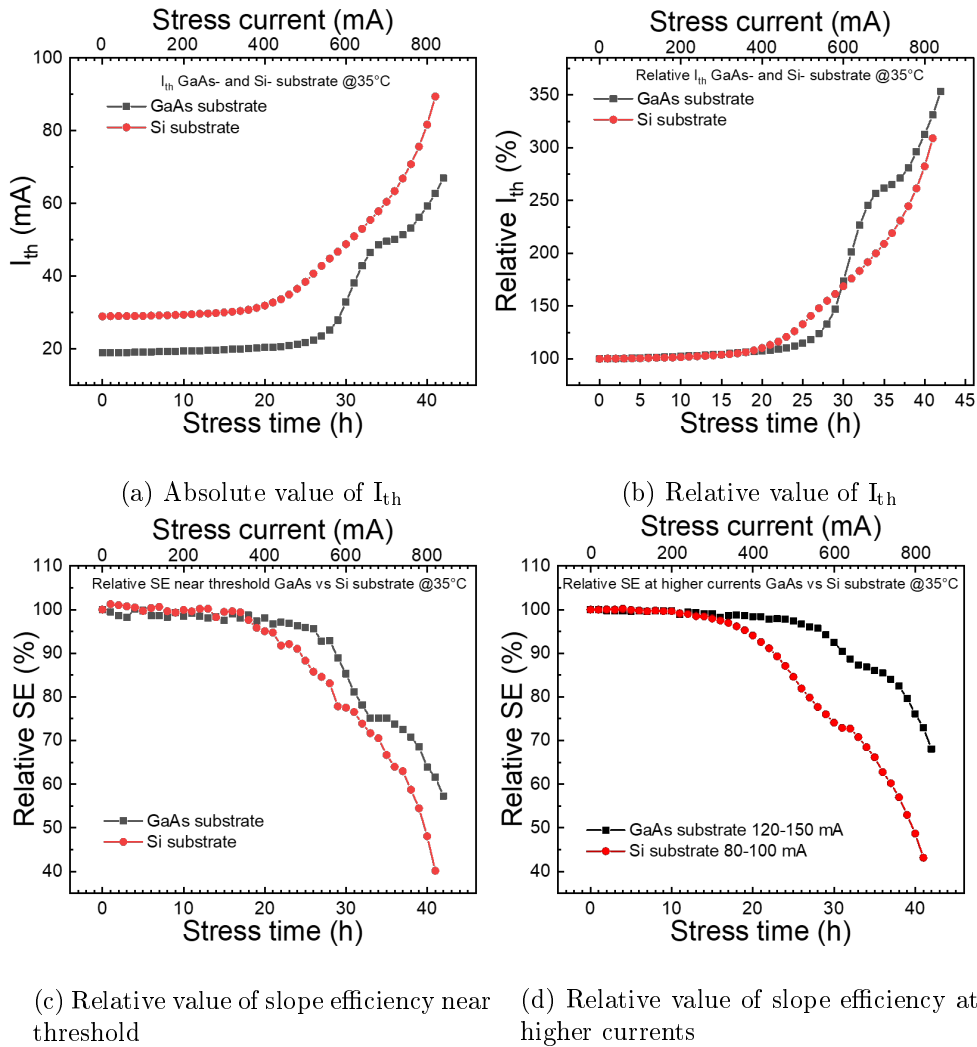 Stress current (mA)
0 200 400 600 800
I_th GaAs- and Si- substrate @35°C
GaAs substrate
Si substrate
I_th (mA)
100
80
60
40
20
0 10 20 30 40
Stress time (h)
(a) Absolute value of I_th
Stress current (mA)
0 200 400 600 800
Relative I_th GaAs- and Si- substrate @35°C
GaAs substrate
Si substrate
Relative I_th (%)
350
300
250
200
150
100
0 5 10 15 20 25 30 35 40 45
Stress time (h)
(b) Relative value of I_th
Stress current (mA)
0 200 400 600 800
Relative SE near threshold GaAs vs Si substrate @35°C
Relative SE (%)
110
100
90
80
70
60
50
40
GaAs substrate
Si substrate
0 10 20 30 40
Stress time (h)
(c) Relative value of slope efficiency near
threshold
Stress current (mA)
0 200 400 600 800
Relative SE at higher currents GaAs vs Si substrate @35°C
Relative SE (%)
110
100
90
80
70
60
50
40
GaAs substrate 120-150 mA
Si substrate 80-100 mA
0 10 20 30 40
Stress time (h)
(d) Relative value of slope efficiency at
higher currents